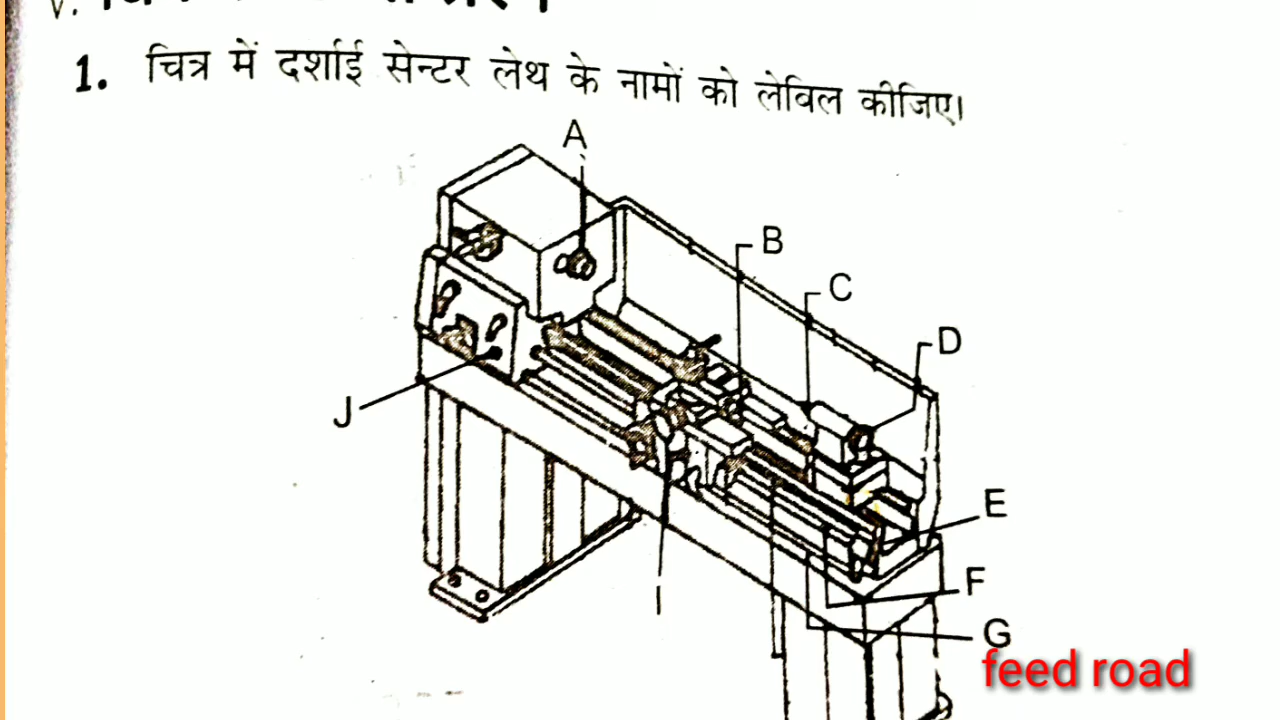 1. चित्र में दर्शाई सेन्टर लेथ के नामों को लेविल कीजिए।
A
B
C
D
J
E
F
I
G
feed road